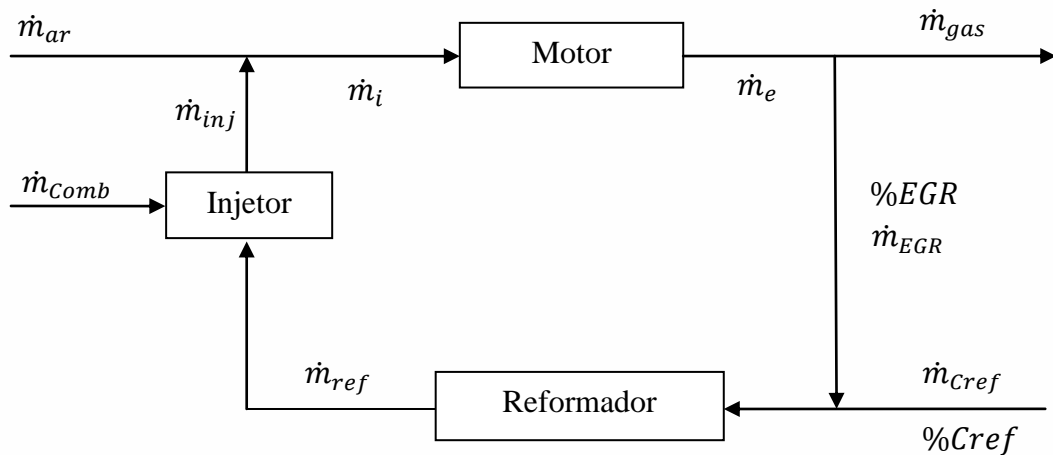 ṁ_ar
Motor
ṁ_gas
ṁ_i
ṁ_e
ṁ_inj
ṁ_Comb
Injetor
%EGR
ṁ_EGR
ṁ_ref
Reformador
ṁ_Cref
%Cref